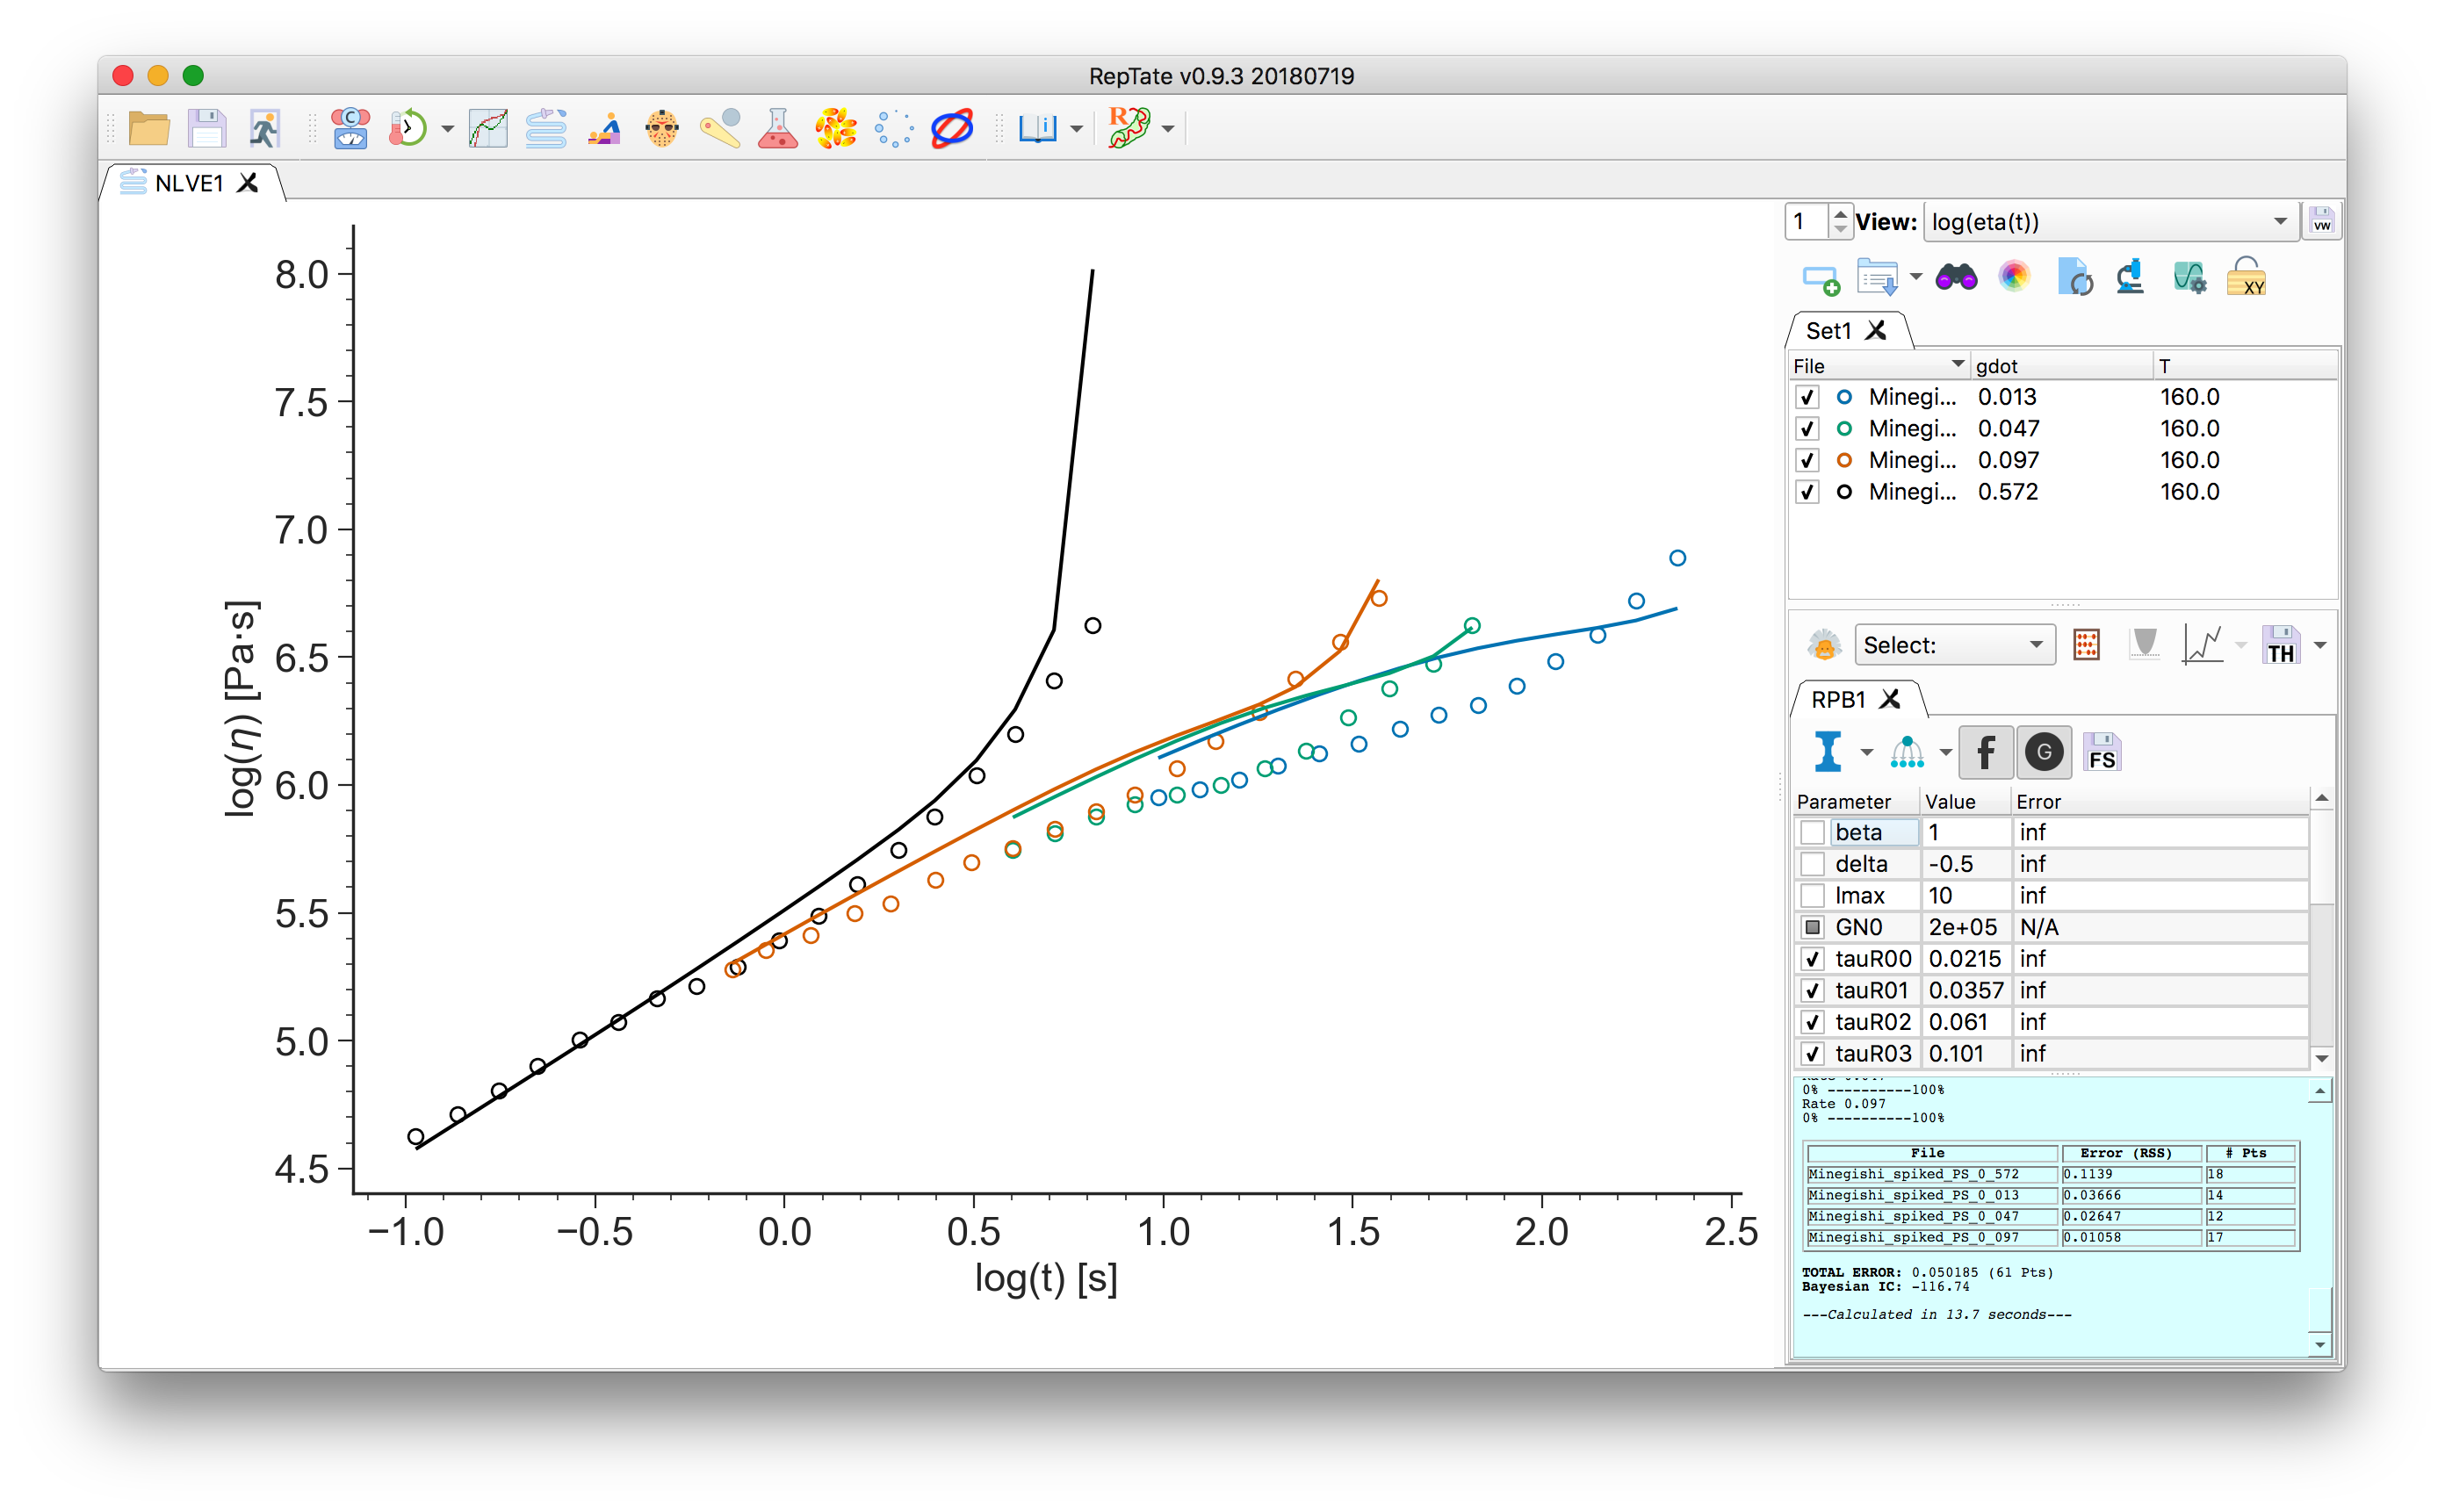 RepTate v0.9.3 20180719
C
i
R
NLVE1
1 View: log(eta(t))
VW
XY
Set1
File gdot T
Minegi... 0.013 160.0
Minegi... 0.047 160.0
Minegi... 0.097 160.0
Minegi... 0.572 160.0
Select:
TH
RPB1
f G FS
Parameter Value Error
beta 1 inf
delta -0.5 inf
lmax 10 inf
GN0 2e+05 N/A
tauR00 0.0215 inf
tauR01 0.0357 inf
tauR02 0.061 inf
tauR03 0.101 inf
0% ----------100%
Rate 0.097
0% ----------100%
File Error (RSS) # Pts
Minegishi_spiked_PS_0_572 0.1139 18
Minegishi_spiked_PS_0_013 0.03666 14
Minegishi_spiked_PS_0_047 0.02647 12
Minegishi_spiked_PS_0_097 0.01058 17
TOTAL ERROR: 0.050185 (61 Pts)
Bayesian IC: -116.74
---Calculated in 13.7 seconds---
8.0
7.5
7.0
6.5
6.0
5.5
5.0
4.5
log(η) [Pa·s]
−1.0 −0.5 0.0 0.5 1.0 1.5 2.0 2.5
log(t) [s]